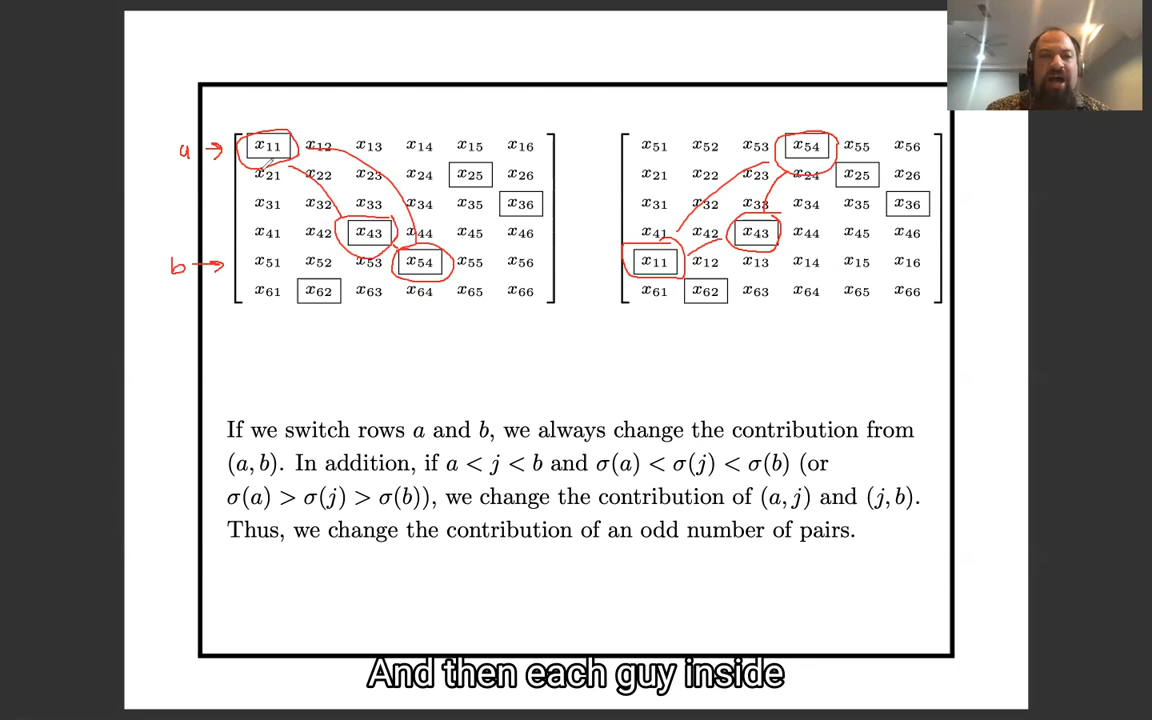 a → x11 x12 x13 x14 x15 x16
x21 x22 x23 x24 x25 x26
x31 x32 x33 x34 x35 x36
x41 x42 x43 x44 x45 x46
b → x51 x52 x53 x54 x55 x56
x61 x62 x63 x64 x65 x66
x51 x52 x53 x54 x55 x56
x21 x22 x23 x24 x25 x26
x31 x32 x33 x34 x35 x36
x41 x42 x43 x44 x45 x46
x11 x12 x13 x14 x15 x16
x61 x62 x63 x64 x65 x66
If we switch rows a and b, we always change the contribution from
(a, b). In addition, if a < j < b and σ(a) < σ(j) < σ(b) (or
σ(a) > σ(j) > σ(b)), we change the contribution of (a, j) and (j, b).
Thus, we change the contribution of an odd number of pairs.
And then each guy inside